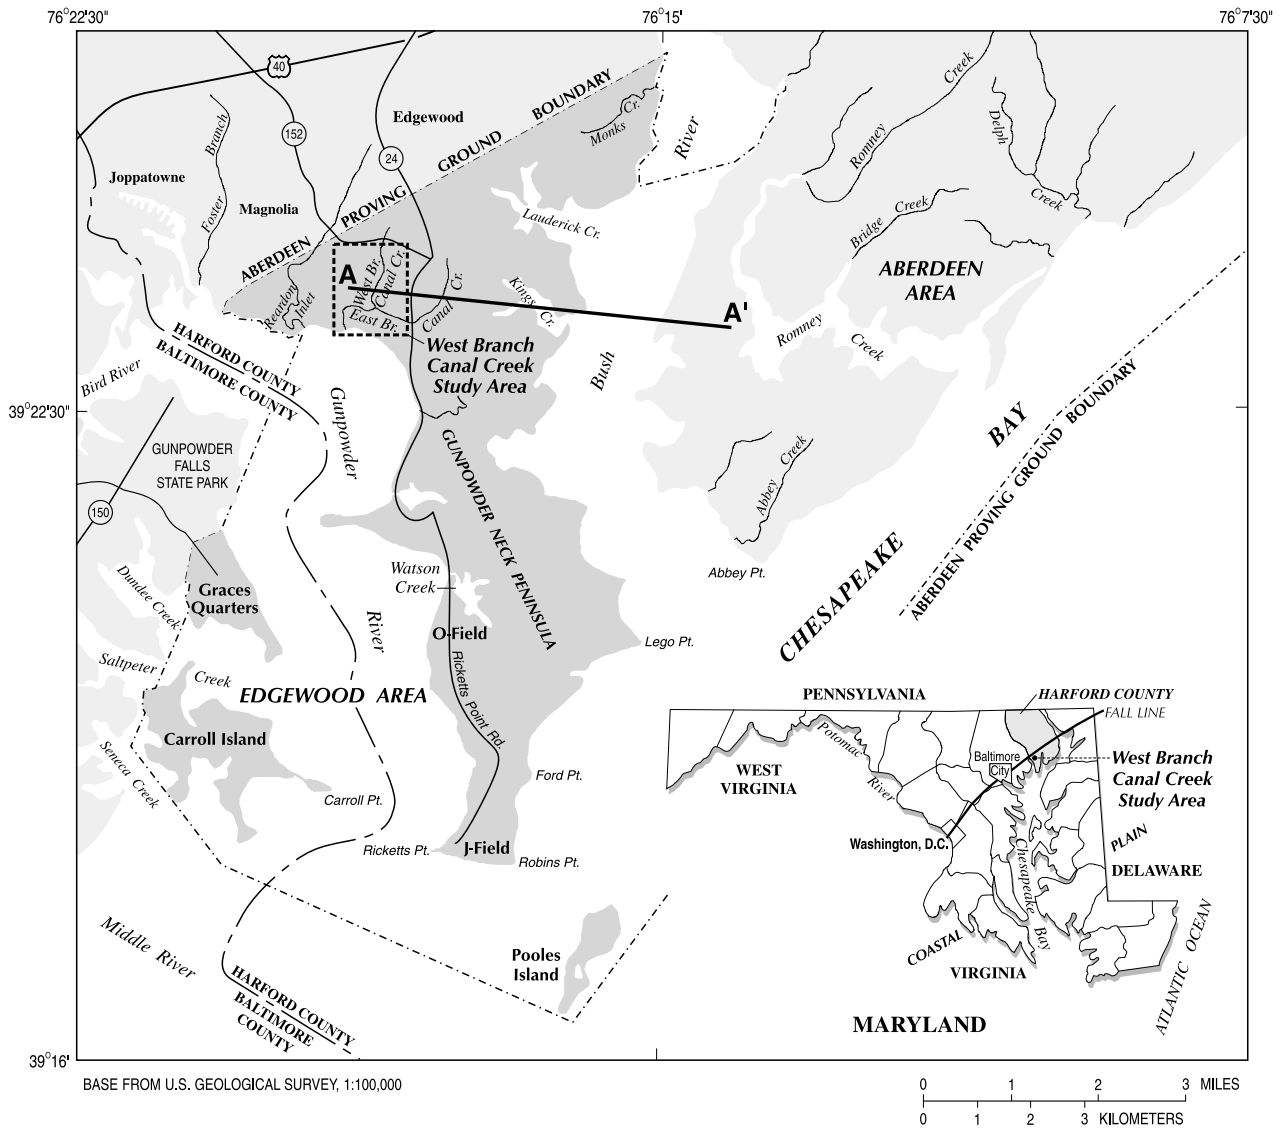 76°22'30"
76°15'
76°7'30"
40
152
Edgewood
24
Joppatowne
Foster Branch
Magnolia
ABERDEEN PROVING GROUND BOUNDARY
Monks Cr.
River
Romney Creek
Delph Creek
Bridge Creek
Lauderick Cr.
ABERDEEN
AREA
A
A'
West Br.
Canal Cr.
East Br.
Canal Cr.
Reardon
Inlet
Kings Cr.
Romney
Creek
West Branch
Canal Creek
Study Area
Bush
HARFORD COUNTY
BALTIMORE COUNTY
Bird River
Gunpowder
39°22'30"
GUNPOWDER
FALLS
STATE PARK
150
GUNPOWDER NECK PENINSULA
Abbey Creek
BAY
ABERDEEN PROVING GROUND BOUNDARY
CHESAPEAKE
Abbey Pt.
Watson
Creek
Graces
Quarters
Dundee Creek
O-Field
River
Lego Pt.
Saltpeter
Creek
EDGEWOOD AREA
Ricketts Point Rd.
Carroll Island
Seneca Creek
Carroll Pt.
Ford Pt.
Ricketts Pt.
J-Field
Robins Pt.
Middle River
Pooles
Island
HARFORD COUNTY
BALTIMORE
COUNTY
PENNSYLVANIA
HARFORD COUNTY
FALL LINE
Potomac
River
Baltimore
City
WEST
VIRGINIA
West Branch
Canal Creek
Study Area
Washington, D.C.
PLAIN
DELAWARE
Chesapeake
Bay
COASTAL
VIRGINIA
ATLANTIC OCEAN
MARYLAND
39°16'
BASE FROM U.S. GEOLOGICAL SURVEY, 1:100,000
0 1 2 3 MILES
0 1 2 3 KILOMETERS